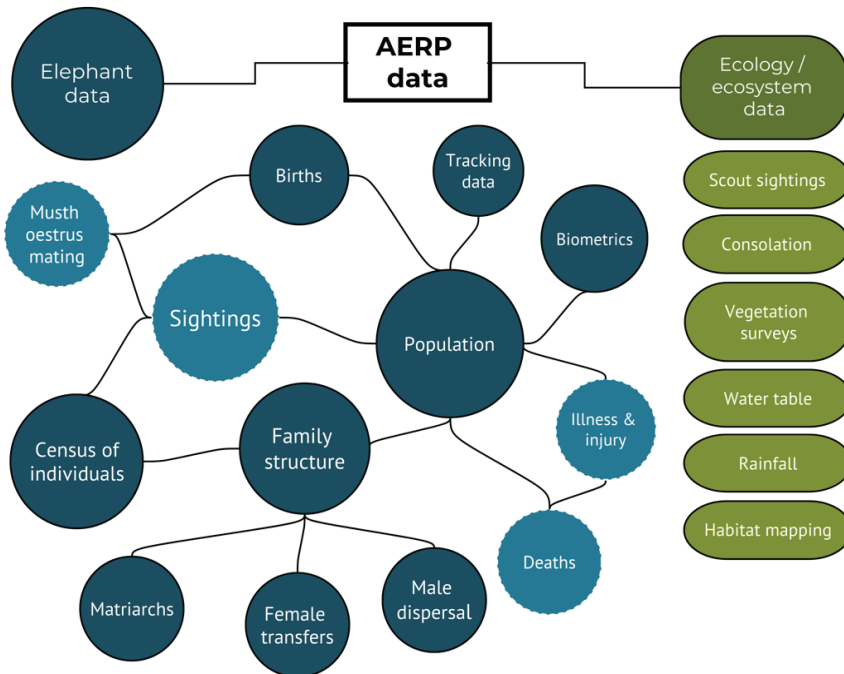 AERP
data
Elephant
data
Ecology /
ecosystem
data
Births
Tracking
data
Scout sightings
Musth
oestrus
mating
Biometrics
Consolation
Sightings
Population
Vegetation
surveys
Water table
Illness &
injury
Census of
individuals
Family
structure
Rainfall
Habitat mapping
Deaths
Matriarchs
Female
transfers
Male
dispersal